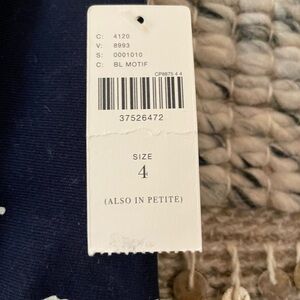 C: 4120
V: 8993
S: 0001010
C: BL MOTIF
CP8875 4 4
37526472
SIZE
4
(ALSO IN PETITE)